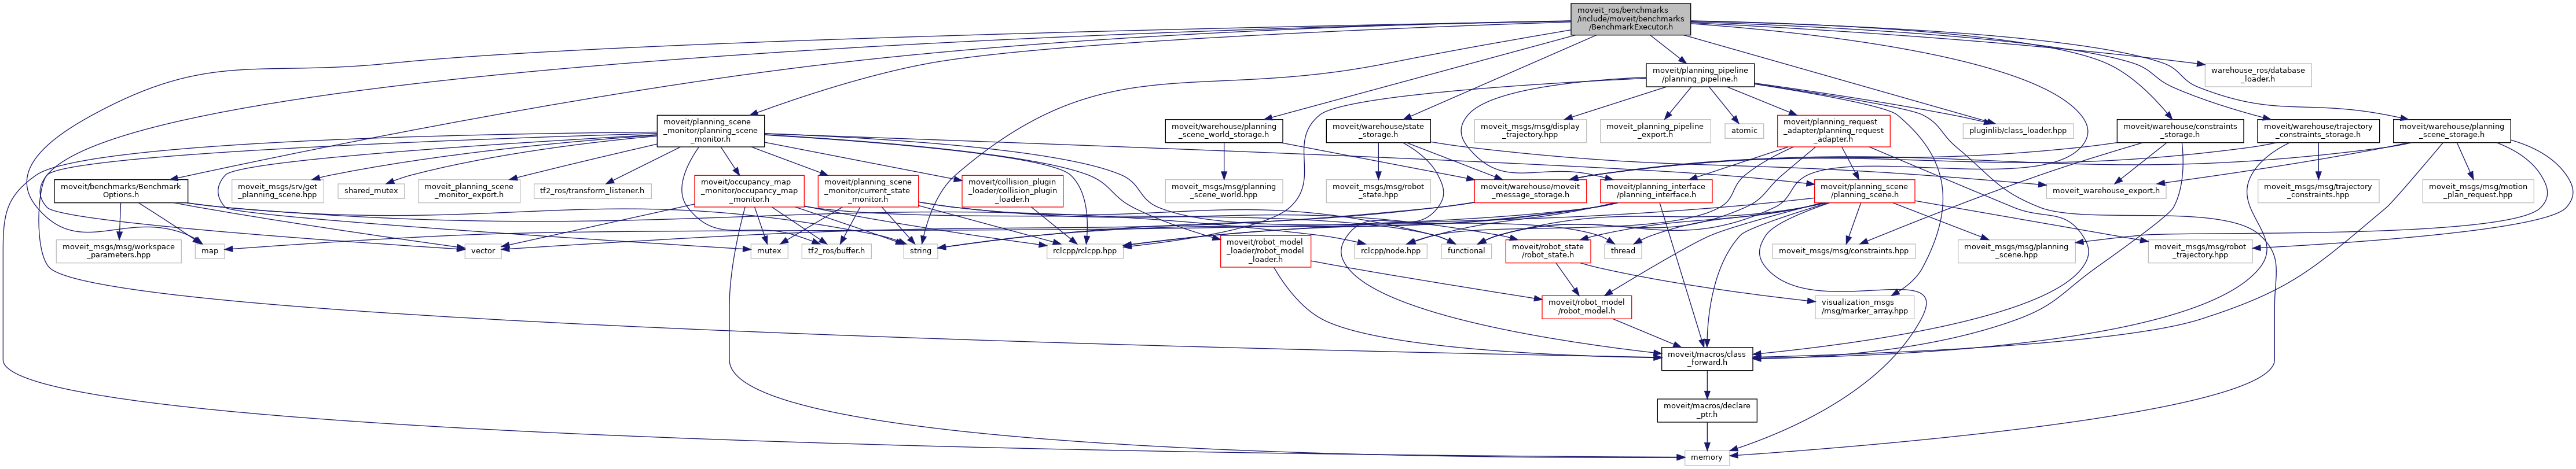 moveit_ros/benchmarks
/include/moveit/benchmarks
/BenchmarkExecutor.h
moveit/planning_pipeline
/planning_pipeline.h
warehouse_ros/database
_loader.h
moveit/planning_scene
_monitor/planning_scene
_monitor.h
moveit/warehouse/planning
_scene_world_storage.h
moveit/warehouse/state
_storage.h
moveit_msgs/msg/display
_trajectory.hpp
moveit_planning_pipeline
_export.h
atomic
moveit/planning_request
_adapter/planning_request
_adapter.h
pluginlib/class_loader.hpp
moveit/warehouse/constraints
_storage.h
moveit/warehouse/trajectory
_constraints_storage.h
moveit/warehouse/planning
_scene_storage.h
moveit/benchmarks/Benchmark
Options.h
moveit_msgs/srv/get
_planning_scene.hpp
shared_mutex
moveit_planning_scene
_monitor_export.h
tf2_ros/transform_listener.h
moveit/occupancy_map
_monitor/occupancy_map
_monitor.h
moveit/planning_scene
_monitor/current_state
_monitor.h
moveit/collision_plugin
_loader/collision_plugin
_loader.h
moveit_msgs/msg/planning
_scene_world.hpp
moveit_msgs/msg/robot
_state.hpp
moveit/warehouse/moveit
_message_storage.h
moveit/planning_interface
/planning_interface.h
moveit/planning_scene
/planning_scene.h
moveit_warehouse_export.h
moveit_msgs/msg/trajectory
_constraints.hpp
moveit_msgs/msg/motion
_plan_request.hpp
moveit_msgs/msg/workspace
_parameters.hpp
map
vector
mutex
tf2_ros/buffer.h
string
rclcpp/rclcpp.hpp
moveit/robot_model
_loader/robot_model
_loader.h
rclcpp/node.hpp
functional
moveit/robot_state
/robot_state.h
thread
moveit_msgs/msg/constraints.hpp
moveit_msgs/msg/planning
_scene.hpp
moveit_msgs/msg/robot
_trajectory.hpp
moveit/robot_model
/robot_model.h
visualization_msgs
/msg/marker_array.hpp
moveit/macros/class
_forward.h
moveit/macros/declare
_ptr.h
memory